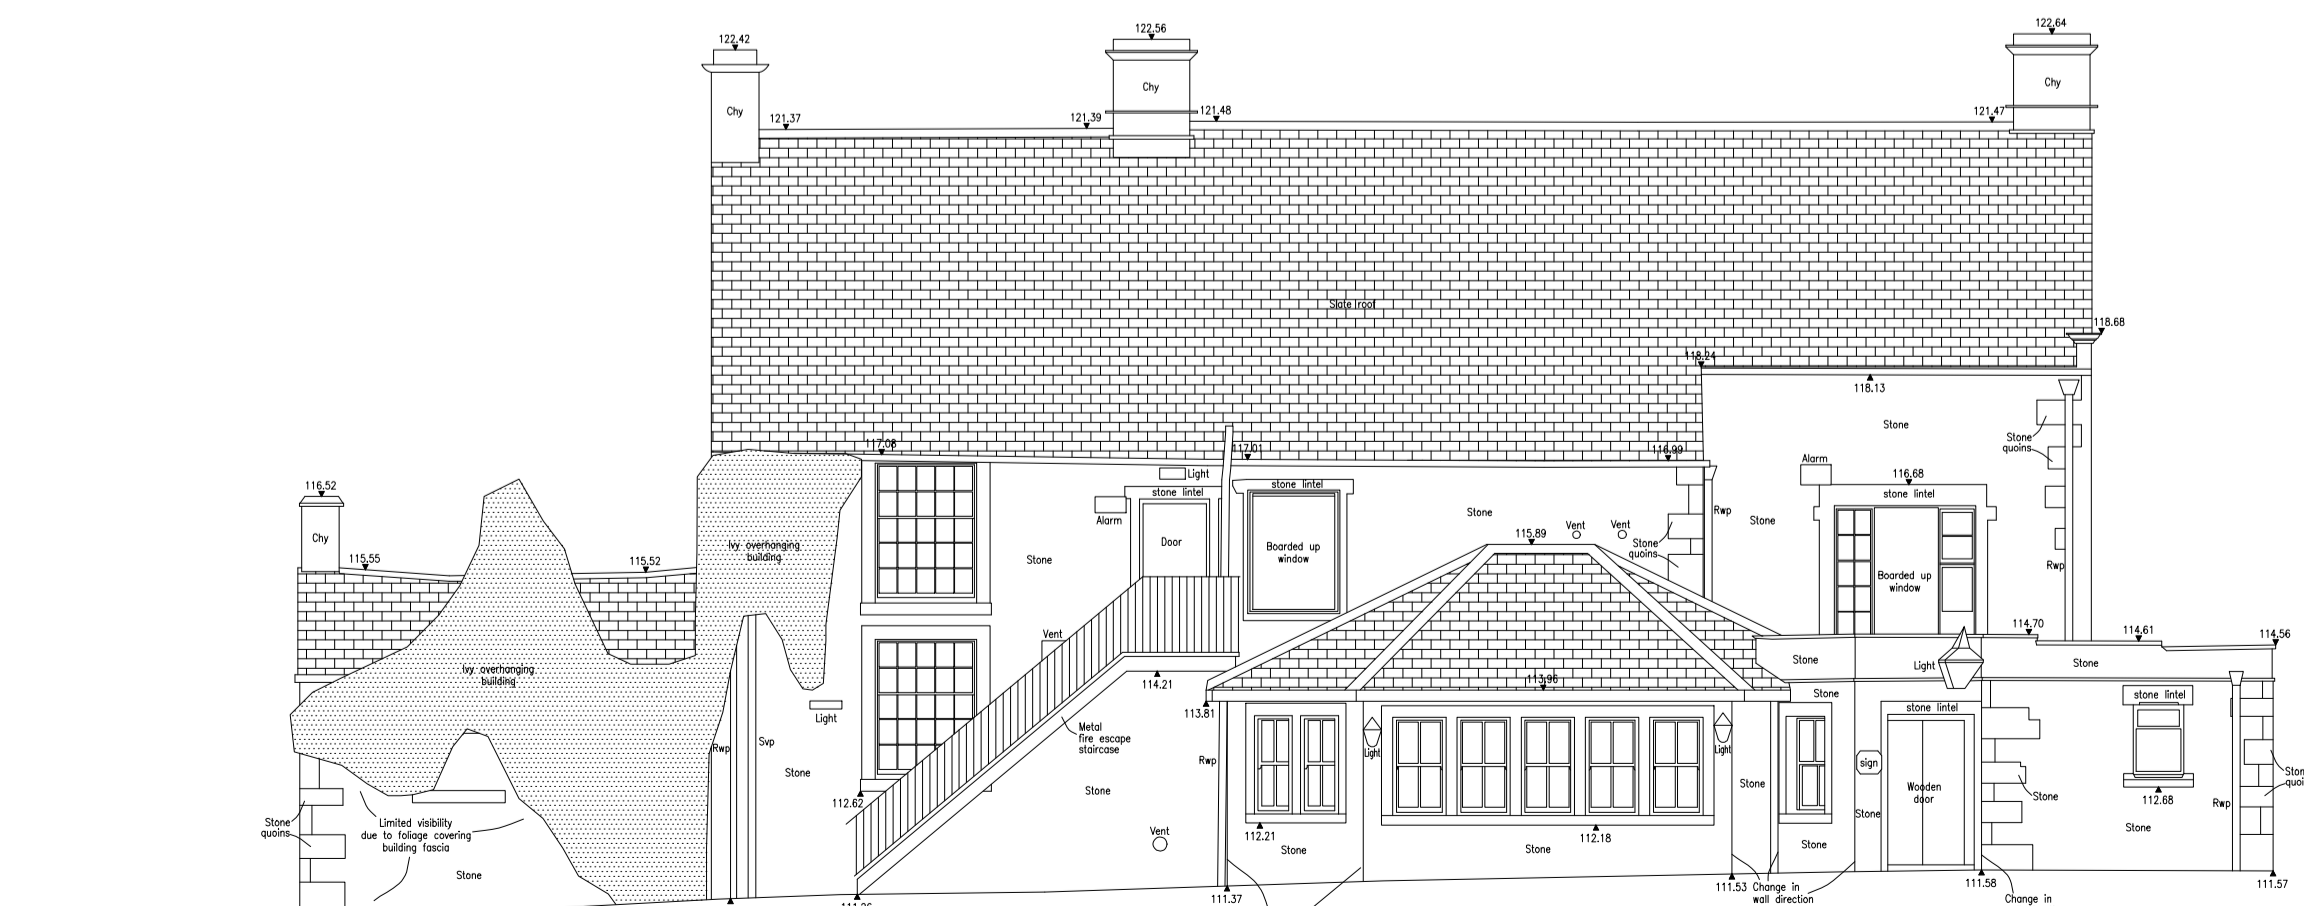 122.42
122.56
122.64
Chy
Chy
Chy
121.37
121.39
121.48
121.47
Slate roof
118.68
118.24
118.13
Stone
Stone
quoins
117.08
117.01
116.99
Light
stone lintel
Alarm
Door
Boarded up
window
Stone
Vent
Vent
Stone
quoins
Rwp
Alarm
116.68
stone lintel
Stone
Boarded up
window
Rwp
116.52
Chy
115.55
115.52
Ivy overhanging
building
Ivy overhanging
building
Stone
115.89
Vent
114.21
114.70
114.61
114.56
Stone
Light
Stone
113.96
113.81
Stone
stone lintel
stone lintel
Light
Rwp
Svp
Metal
fire escape
staircase
Rwp
Light
Light
sign
Stone
Stone
Stone
Wooden
door
Stone
quoins
Limited visibility
due to foliage covering
building fascia
Stone
112.62
Vent
112.21
Stone
112.18
Stone
Stone
Stone
Stone
112.68
Stone
Rwp
111.37
111.53
Change in
wall direction
111.58
Change in
111.57